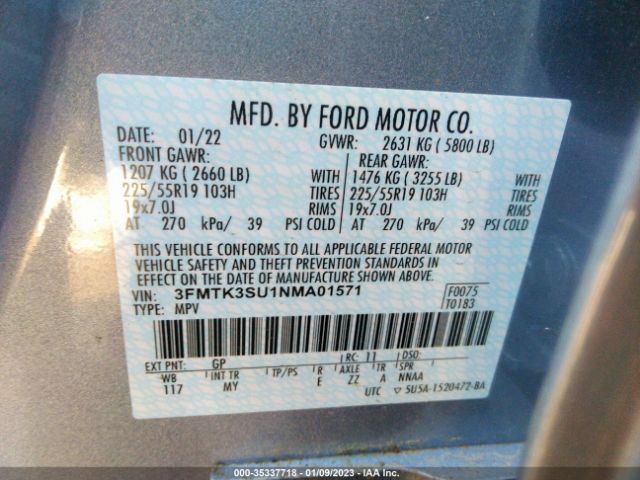 MFD. BY FORD MOTOR CO.
DATE: 01/22 GVWR: 2631 KG ( 5800 LB)
FRONT GAWR: REAR GAWR:
1207 KG ( 2660 LB) WITH 1476 KG ( 3255 LB) WITH
225/55R19 103H TIRES 225/55R19 103H TIRES
19x7.0J RIMS 19x7.0J RIMS
AT 270 kPa/ 39 PSI COLD AT 270 kPa/ 39 PSI COLD
THIS VEHICLE CONFORMS TO ALL APPLICABLE FEDERAL MOTOR
VEHICLE SAFETY AND THEFT PREVENTION STANDARDS IN
EFFECT ON THE DATE OF MANUFACTURE SHOWN ABOVE.
VIN: 3FMTK3SU1NMA01571 F0075
TYPE: MPV T0183
EXT PNT: GP RC: 11 DSO:
WB INT TR TP/PS R AXLE TR SPR
117 MY E ZZ A NNAA
UTC 5U5A-1520472-BA
000-35337718 - 01/09/2023 - IAA Inc.